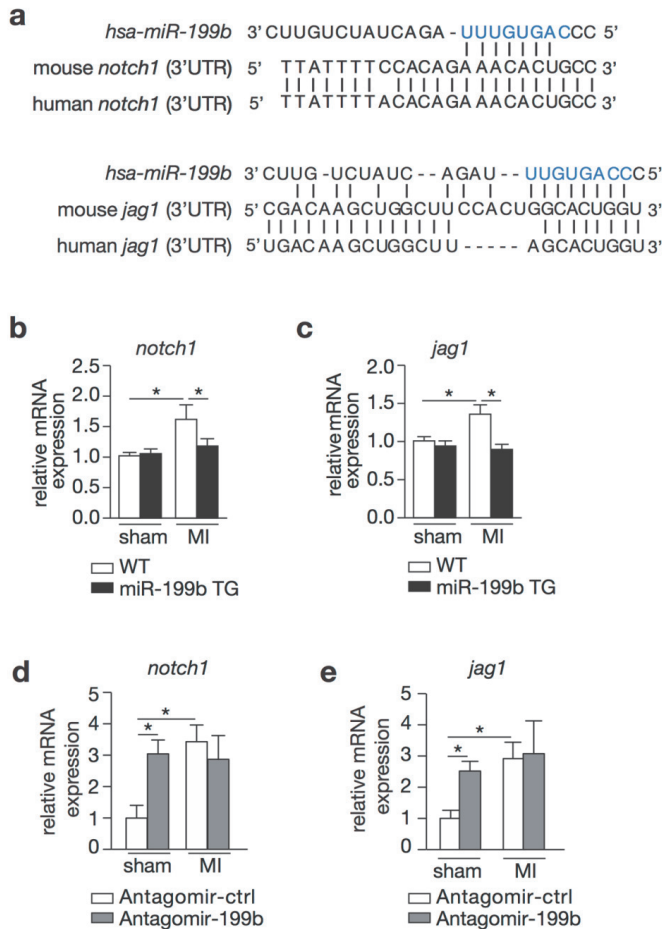 a
hsa-miR-199b 3' CUUGUCUAUCAGA - UUUGUGACCC 5'
mouse notch1 (3'UTR) 5' TTATTTTCCACAGAAACACUGCC 3'
human notch1 (3'UTR) 5' TTATTTTACACAGAAACACUGCC 3'
hsa-miR-199b 3' CUUG -UCUAUC - - AGAU - - UUGUGACCC 5'
mouse jag1 (3'UTR) 5' CGACAAGCUGGCUUCCACUGGCACUGGU 3'
human jag1 (3'UTR) 5' UGACAAGCUGGCUU - - - - - AGCACUGGU 3'
b
notch1
relative mRNA
expression
2.5
2.0
1.5
1.0
0.5
0.0
*
*
sham MI
WT
miR-199b TG
c
jag1
relative mRNA
expression
2.0
1.5
1.0
0.5
0.0
*
*
sham MI
WT
miR-199b TG
d
notch1
relative mRNA
expression
5
4
3
2
1
0
*
*
sham MI
Antagomir-ctrl
Antagomir-199b
e
jag1
relative mRNA
expression
5
4
3
2
1
0
*
*
sham MI
Antagomir-ctrl
Antagomir-199b